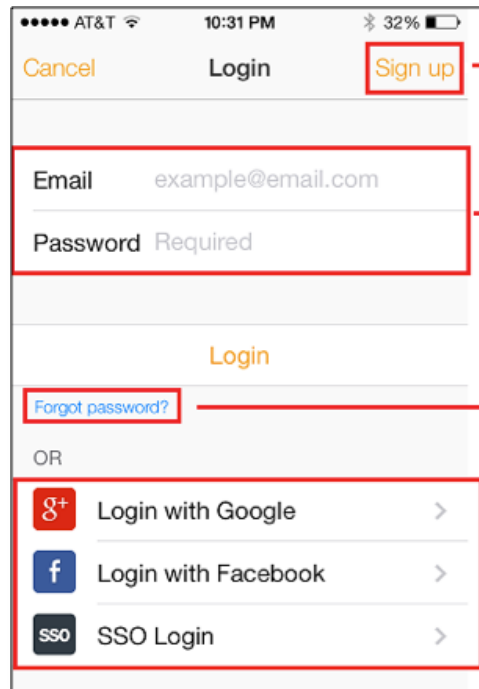 AT&T 10:31 PM 32%
Cancel Login Sign up
Email example@email.com
Password Required
Login
Forgot password?
OR
g+ Login with Google
f Login with Facebook
SSO SSO Login